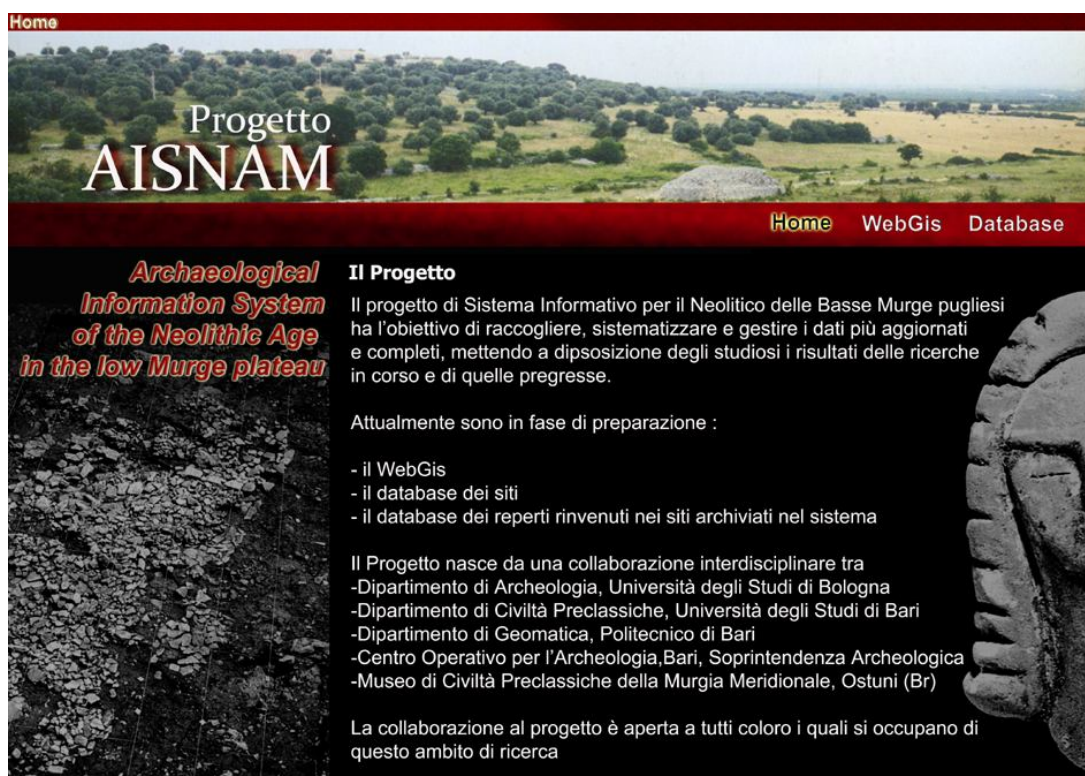 Home
Progetto
AISNAM
Home WebGis Database
Archaeological
Information System
of the Neolithic Age
in the low Murge plateau
Il Progetto
Il progetto di Sistema Informativo per il Neolitico delle Basse Murge pugliesi
ha l'obiettivo di raccogliere, sistematizzare e gestire i dati più aggiornati
e completi, mettendo a dipsosizione degli studiosi i risultati delle ricerche
in corso e di quelle pregresse.
Attualmente sono in fase di preparazione :
- il WebGis
- il database dei siti
- il database dei reperti rinvenuti nei siti archiviati nel sistema
Il Progetto nasce da una collaborazione interdisciplinare tra
-Dipartimento di Archeologia, Università degli Studi di Bologna
-Dipartimento di Civiltà Preclassiche, Università degli Studi di Bari
-Dipartimento di Geomatica, Politecnico di Bari
-Centro Operativo per l'Archeologia,Bari, Soprintendenza Archeologica
-Museo di Civiltà Preclassiche della Murgia Meridionale, Ostuni (Br)
La collaborazione al progetto è aperta a tutti coloro i quali si occupano di
questo ambito di ricerca